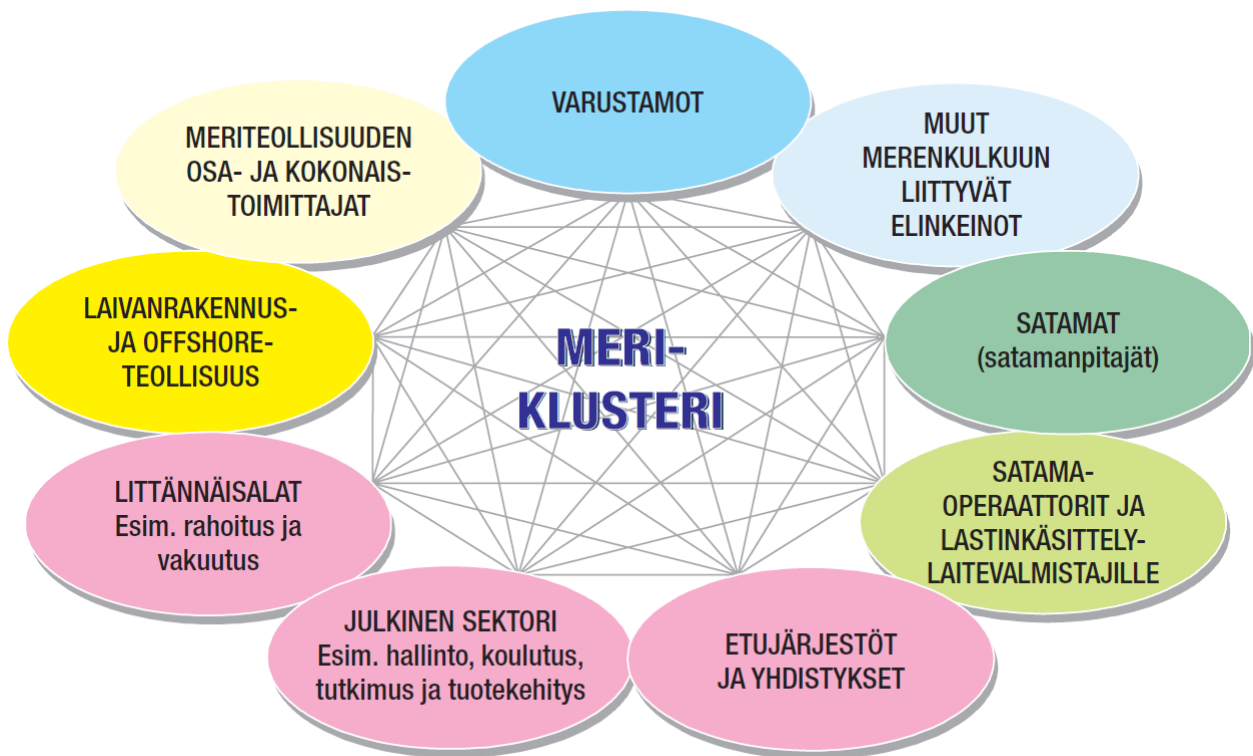 VARUSTAMOT
MUUT
MERENKULKUUN
LIITTYVÄT
ELINKEINOT
SATAMAT
(satamanpitajät)
SATAMA-
OPERAATTORIT JA
LASTINKÄSITTELY-
LAITEVALMISTAJILLE
ETUJÄRJESTÖT
JA YHDISTYKSET
JULKINEN SEKTORI
Esim. hallinto, koulutus,
tutkimus ja tuotekehitys
LITTÄNNÄISALAT
Esim. rahoitus ja
vakuutus
LAIVANRAKENNUS-
JA OFFSHORE-
TEOLLISUUS
MERITEOLLISUUDEN
OSA- JA KOKONAIS-
TOIMITTAJAT
MERI-
KLUSTERI